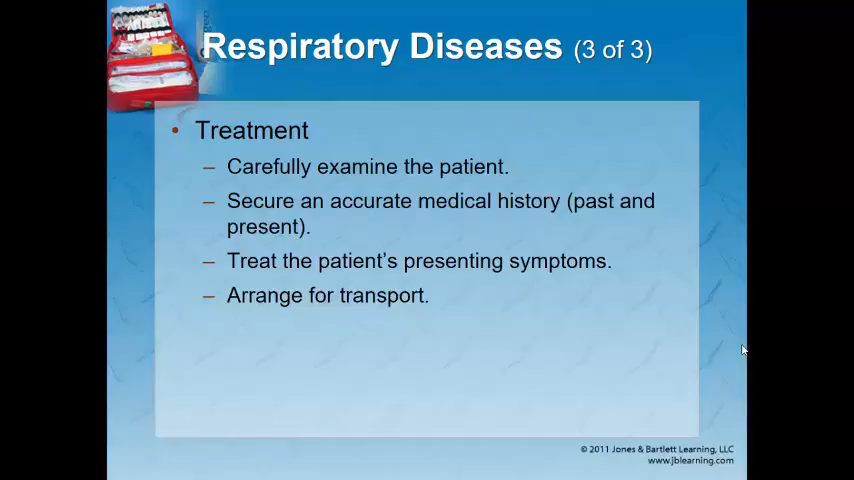 Respiratory Diseases (3 of 3)
• Treatment
– Carefully examine the patient.
– Secure an accurate medical history (past and
present).
– Treat the patient's presenting symptoms.
– Arrange for transport.
© 2011 Jones & Bartlett Learning, LLC
www.jblearning.com